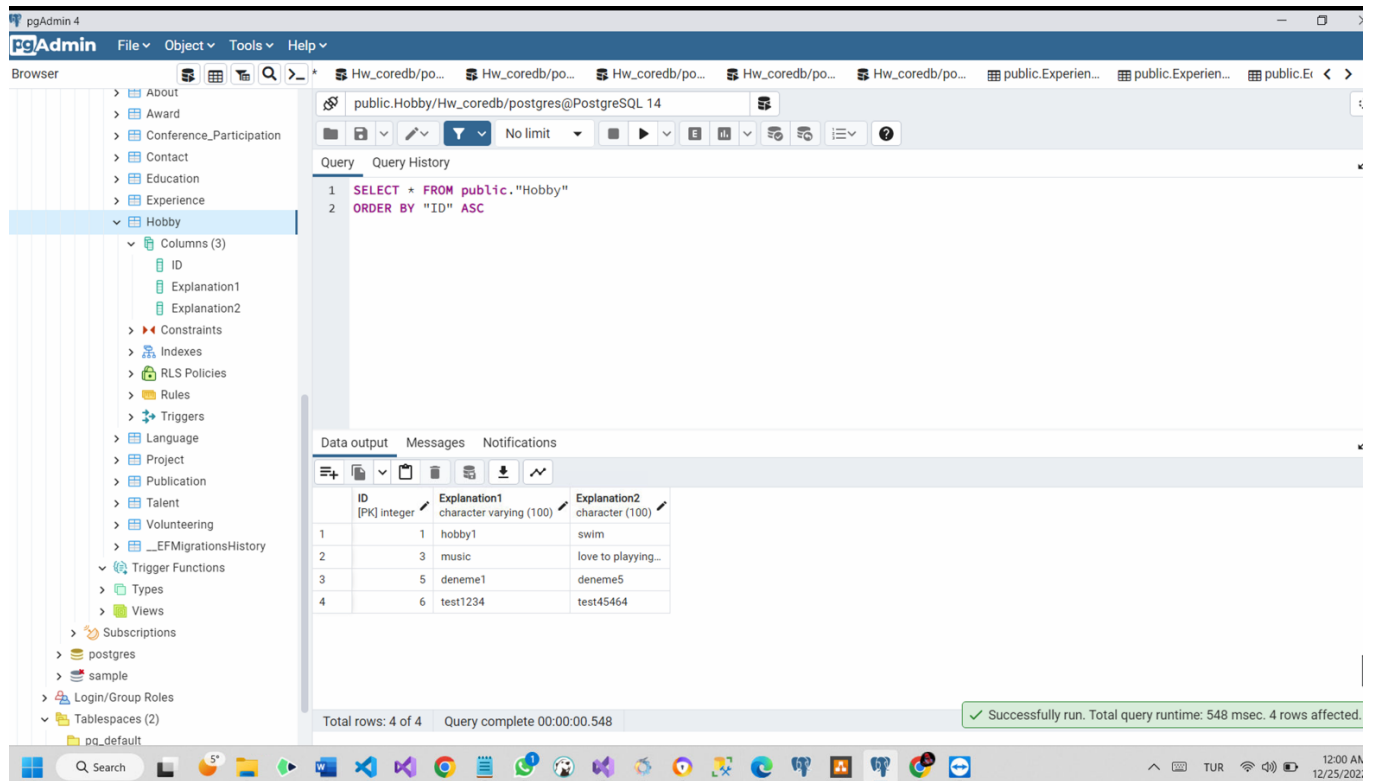 pgAdmin 4
pgAdmin File Object Tools Help
Browser
* Hw_coredb/po... Hw_coredb/po... Hw_coredb/po... Hw_coredb/po... Hw_coredb/po... public.Experien... public.Experien...
About
Award
Conference_Participation
Contact
Education
Experience
Hobby
Columns (3)
ID
Explanation1
Explanation2
Constraints
Indexes
RLS Policies
Rules
Triggers
Language
Project
Publication
Talent
Volunteering
__EFMigrationsHistory
Trigger Functions
Types
Views
Subscriptions
postgres
sample
Login/Group Roles
Tablespaces (2)
pg_default
public.Hobby/Hw_coredb/postgres@PostgreSQL 14
No limit E
Query Query History
1 SELECT * FROM public."Hobby"
2 ORDER BY "ID" ASC
Data output Messages Notifications
ID Explanation1 Explanation2
[PK] integer character varying (100) character (100)
1 1 hobby1 swim
2 3 music love to playying...
3 5 deneme1 deneme5
4 6 test1234 test45464
Total rows: 4 of 4 Query complete 00:00:00.548
Successfully run. Total query runtime: 548 msec. 4 rows affected.
Search 5° 1 TUR 12:00 AM